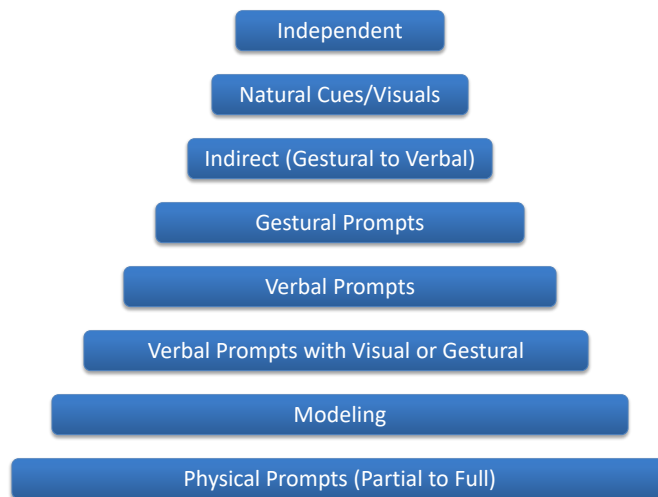 Independent
Natural Cues/Visuals
Indirect (Gestural to Verbal)
Gestural Prompts
Verbal Prompts
Verbal Prompts with Visual or Gestural
Modeling
Physical Prompts (Partial to Full)